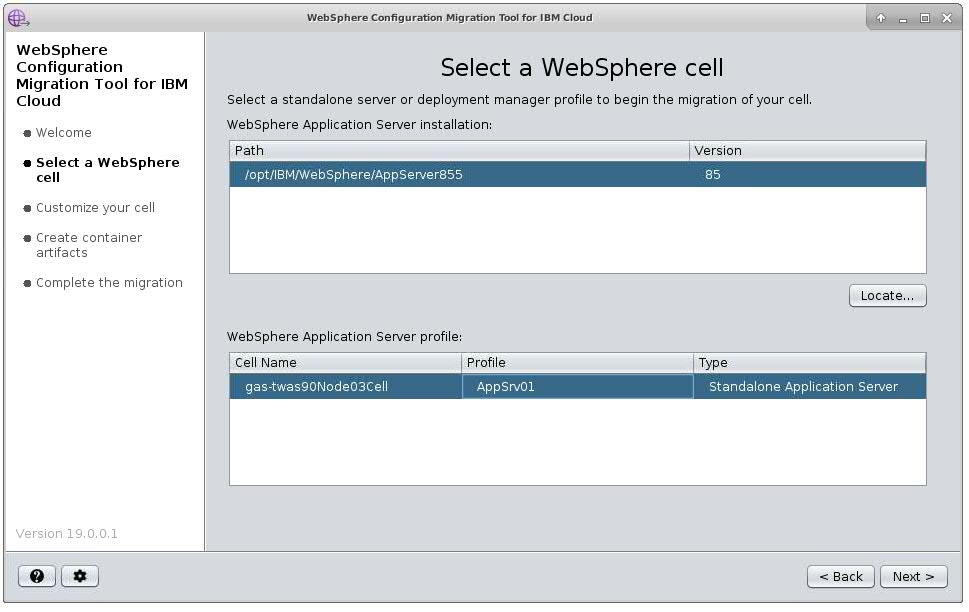 WebSphere Configuration Migration Tool for IBM Cloud
WebSphere
Configuration
Migration Tool for IBM
Cloud
Welcome
Select a WebSphere
cell
Customize your cell
Create container
artifacts
Complete the migration
Version 19.0.0.1
Select a WebSphere cell
Select a standalone server or deployment manager profile to begin the migration of your cell.
WebSphere Application Server installation:
Path Version
/opt/IBM/WebSphere/AppServer855 85
Locate...
WebSphere Application Server profile:
Cell Name Profile Type
gas-twas90Node03Cell AppSrv01 Standalone Application Server
? < Back Next >